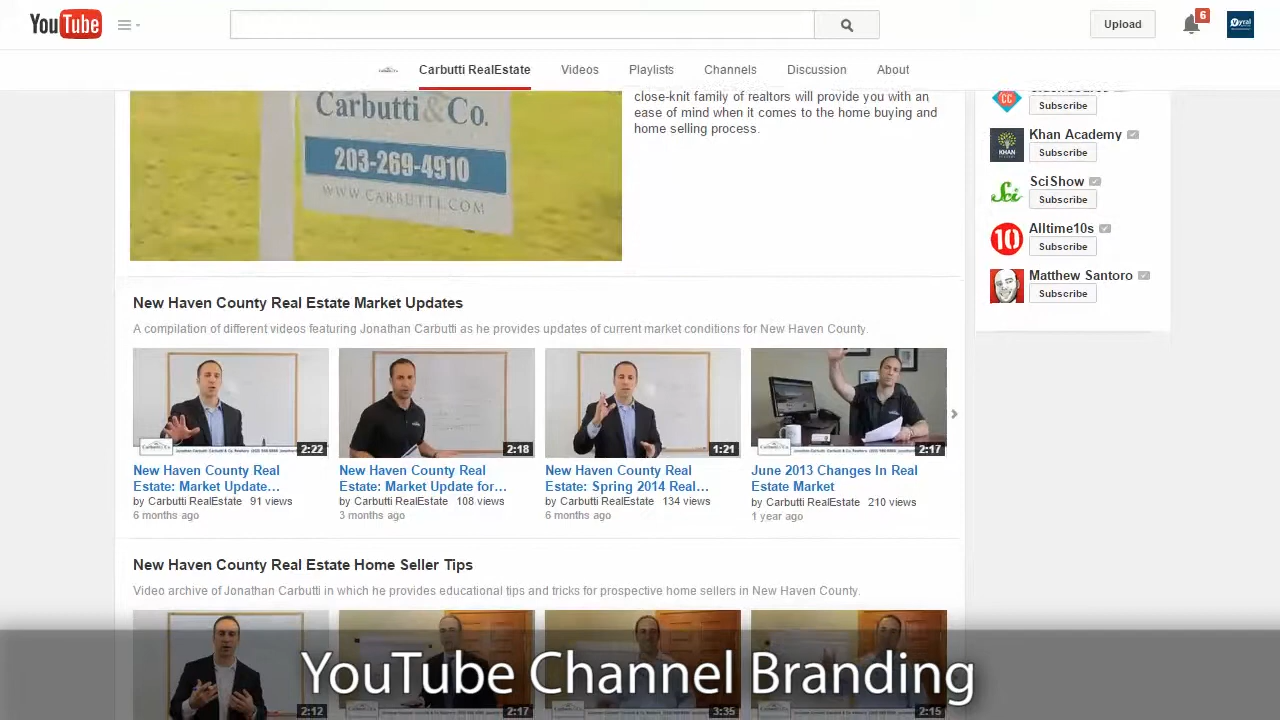 YouTube
Upload
6
Vyral
Carbutti RealEstate
Videos
Playlists
Channels
Discussion
About
Carbutti & Co.
203-269-4910
WWW.CARBUTTI.COM
close-knit family of realtors will provide you with an
ease of mind when it comes to the home buying and
home selling process.
CC
Subscribe
KHAN
Khan Academy
Subscribe
Sci
SciShow
Subscribe
10
Alltime10s
Subscribe
Matthew Santoro
Subscribe
New Haven County Real Estate Market Updates
A compilation of different videos featuring Jonathan Carbutti as he provides updates of current market conditions for New Haven County.
2:22
2:18
1:21
2:17
New Haven County Real
Estate: Market Update...
by Carbutti RealEstate 91 views
6 months ago
New Haven County Real
Estate: Market Update for...
by Carbutti RealEstate 108 views
3 months ago
New Haven County Real
Estate: Spring 2014 Real...
by Carbutti RealEstate 134 views
6 months ago
June 2013 Changes In Real
Estate Market
by Carbutti RealEstate 210 views
1 year ago
New Haven County Real Estate Home Seller Tips
Video archive of Jonathan Carbutti in which he provides educational tips and tricks for prospective home sellers in New Haven County.
2:12
2:17
3:35
2:15
YouTube Channel Branding